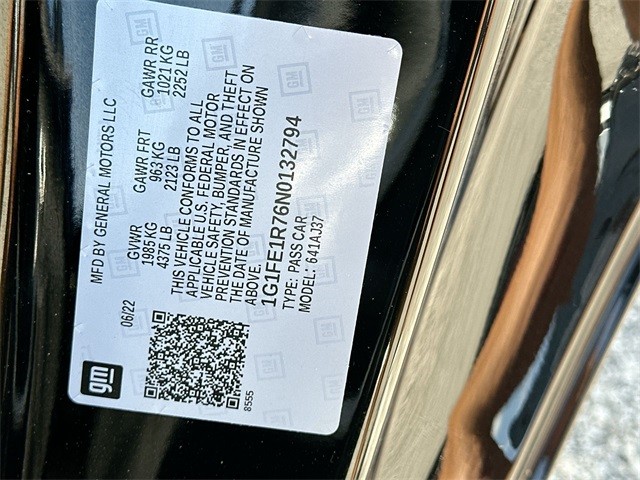 MFD BY GENERAL MOTORS LLC
06/22
GVWR GAWR FRT GAWR RR
1985 KG 963 KG 1021 KG
4375 LB 2123 LB 2252 LB
THIS VEHICLE CONFORMS TO ALL
APPLICABLE U.S. FEDERAL MOTOR
VEHICLE SAFETY, BUMPER, AND THEFT
PREVENTION STANDARDS IN EFFECT ON
THE DATE OF MANUFACTURE SHOWN
ABOVE.
1G1FE1R76N0132794
TYPE: PASS CAR
MODEL: 641AJ37
gm
8555